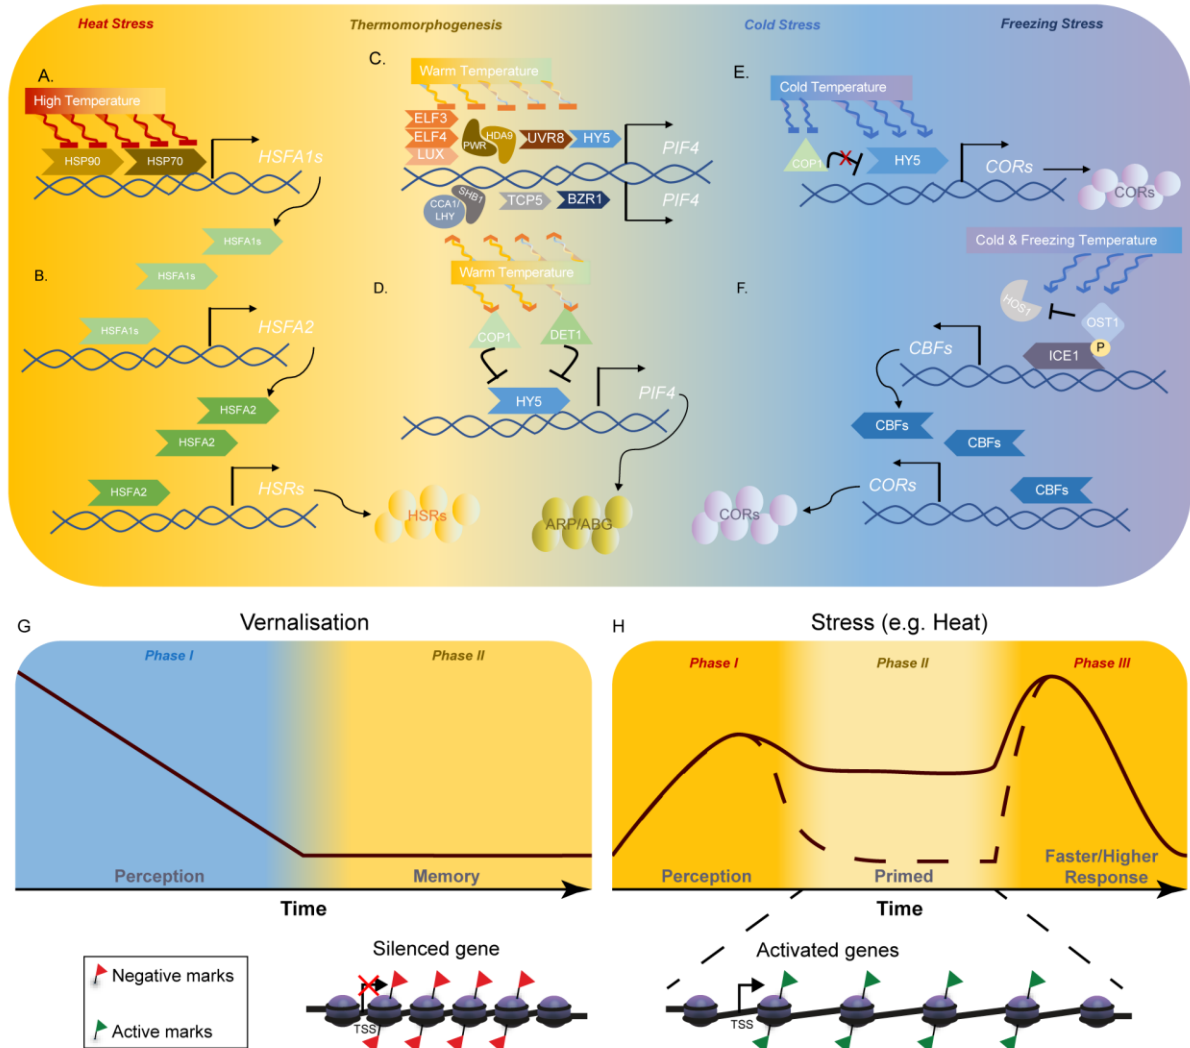 Heat Stress
Thermomorphogenesis
Cold Stress
Freezing Stress
A.
High Temperature
HSP90
HSP70
HSFA1s
HSFA1s
HSFA1s
B.
HSFA1s
HSFA2
HSFA2
HSFA2
HSFA2
HSRs
HSRs
C.
Warm Temperature
ELF3
ELF4
LUX
PWR
HDA9
UVR8
HY5
PIF4
CCA1/
LHY
SHB1
TCP5
BZR1
PIF4
D.
Warm Temperature
COP1
DET1
HY5
PIF4
ARP/ABG
E.
Cold Temperature
COP1
HY5
CORs
CORs
Cold & Freezing Temperature
F.
HOS1
OST1
P
ICE1
CBFs
CBFs
CBFs
CORs
CBFs
CORs
G
Vernalisation
Phase I
Phase II
Perception
Memory
Time
H
Stress (e.g. Heat)
Phase I
Phase II
Phase III
Perception
Primed
Faster/Higher
Response
Time
Negative marks
Active marks
Silenced gene
TSS
Activated genes
TSS